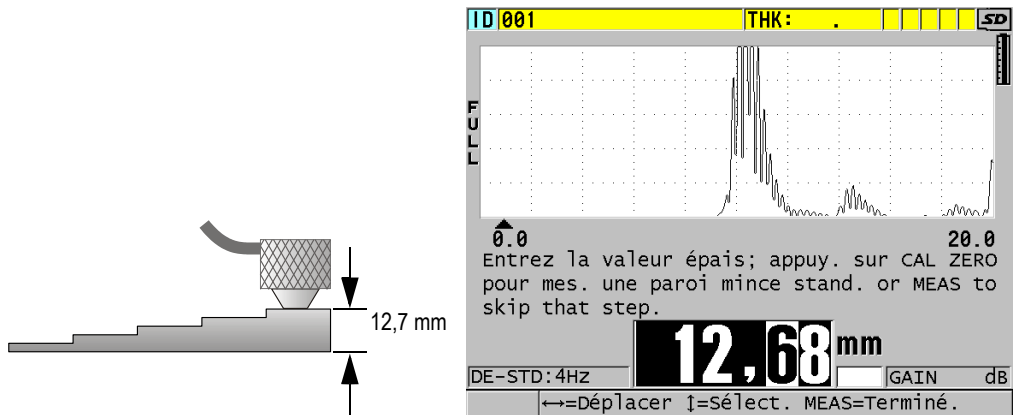 12,7 mm
ID 001 THK: . SD
FULL
0.0 20.0
Entrez la valeur épais; appuy. sur CAL ZERO
pour mes. une paroi mince stand. or MEAS to
skip that step.
12,68 mm
DE-STD:4Hz GAIN dB
↔=Déplacer ↕=Sélect. MEAS=Terminé.